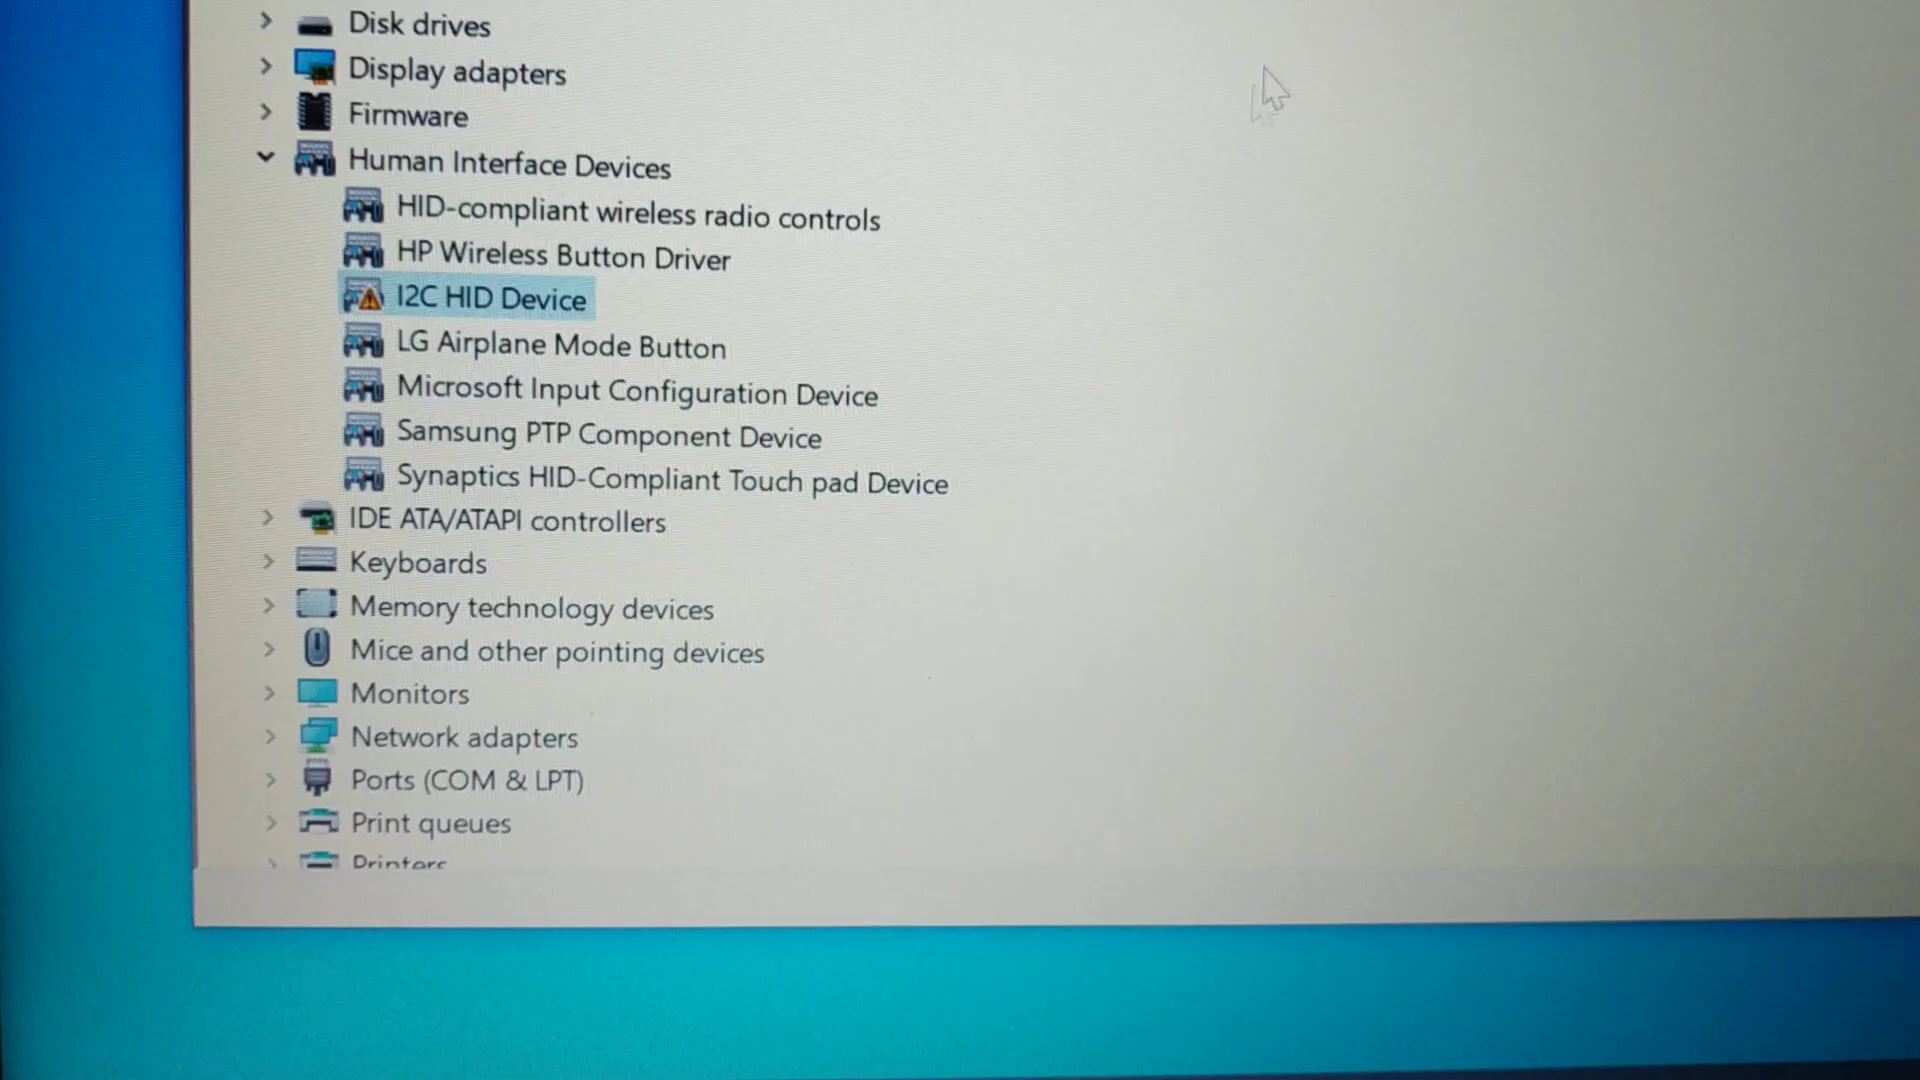 Disk drives
Display adapters
Firmware
Human Interface Devices
HID-compliant wireless radio controls
HP Wireless Button Driver
I2C HID Device
LG Airplane Mode Button
Microsoft Input Configuration Device
Samsung PTP Component Device
Synaptics HID-Compliant Touch pad Device
IDE ATA/ATAPI controllers
Keyboards
Memory technology devices
Mice and other pointing devices
Monitors
Network adapters
Ports (COM & LPT)
Print queues
Printers